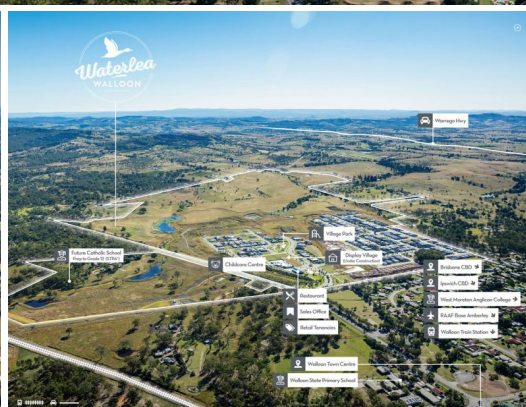 Waterlea
WALLOON
Warrego Hwy
Village Park
Future Catholic School
Prep to Grade 12 (STBA*)
Childcare Centre
Display Village
(Under Construction)
Brisbane CBD
Restaurant
Ipswich CBD
Sales Office
West Moreton Anglican College
Retail Tenancies
RAAF Base Amberley
Walloon Train Station
Walloon Town Centre
Walloon State Primary School